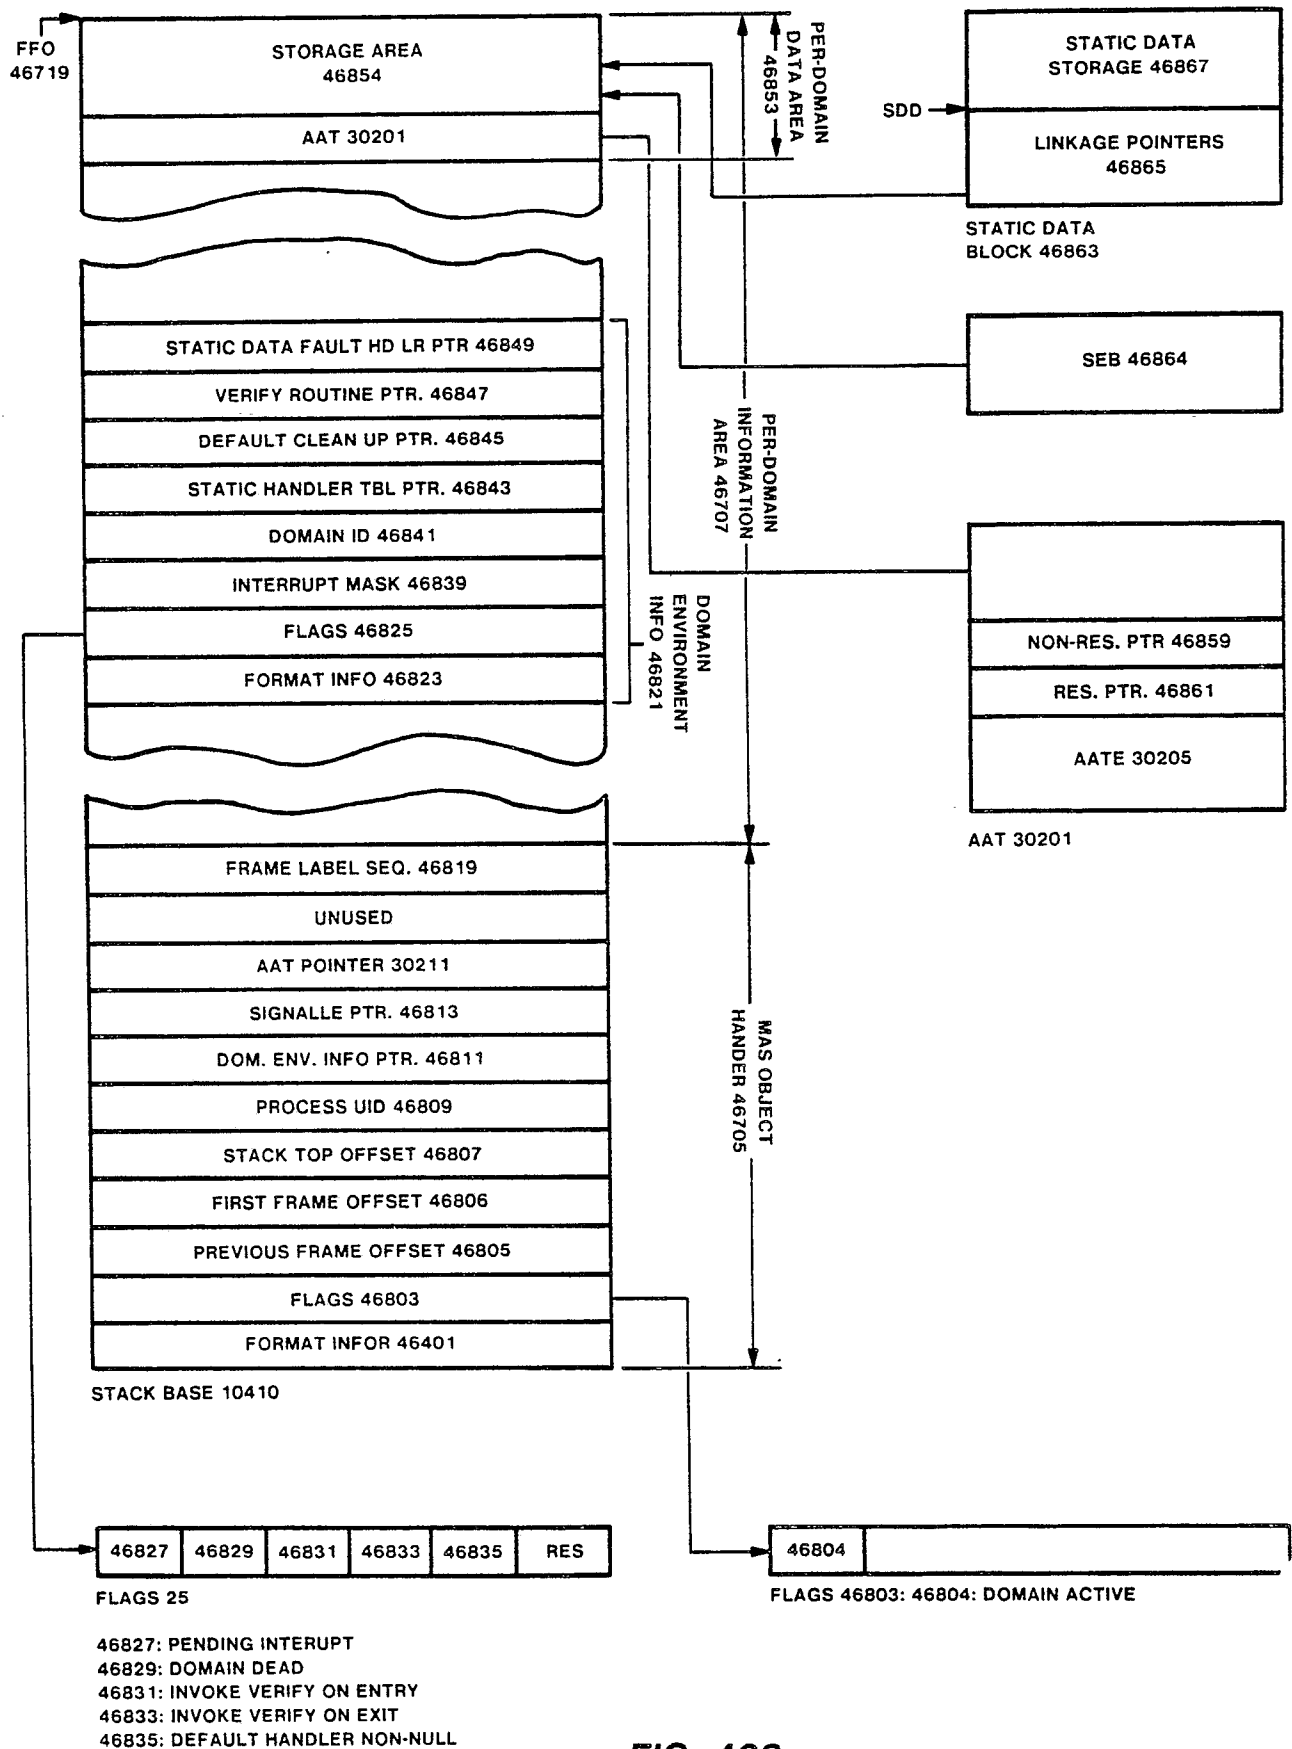 FFO
46719
STORAGE AREA
46854
AAT 30201
PER-DOMAIN
DATA AREA
46853
STATIC DATA
STORAGE 46867
SDD
LINKAGE POINTERS
46865
STATIC DATA
BLOCK 46863
SEB 46864
STATIC DATA FAULT HD LR PTR 46849
VERIFY ROUTINE PTR. 46847
DEFAULT CLEAN UP PTR. 46845
STATIC HANDLER TBL PTR. 46843
DOMAIN ID 46841
INTERRUPT MASK 46839
FLAGS 46825
FORMAT INFO 46823
PER-DOMAIN
INFORMATION
AREA 46707
DOMAIN
ENVIRONMENT
INFO 46821
NON-RES. PTR 46859
RES. PTR. 46861
AATE 30205
AAT 30201
FRAME LABEL SEQ. 46819
UNUSED
AAT POINTER 30211
SIGNALLE PTR. 46813
DOM. ENV. INFO PTR. 46811
PROCESS UID 46809
STACK TOP OFFSET 46807
FIRST FRAME OFFSET 46806
PREVIOUS FRAME OFFSET 46805
FLAGS 46803
FORMAT INFOR 46401
MAS OBJECT
HANDER 46705
STACK BASE 10410
46827 46829 46831 46833 46835 RES
FLAGS 25
46804
FLAGS 46803: 46804: DOMAIN ACTIVE
46827: PENDING INTERUPT
46829: DOMAIN DEAD
46831: INVOKE VERIFY ON ENTRY
46833: INVOKE VERIFY ON EXIT
46835: DEFAULT HANDLER NON-NULL